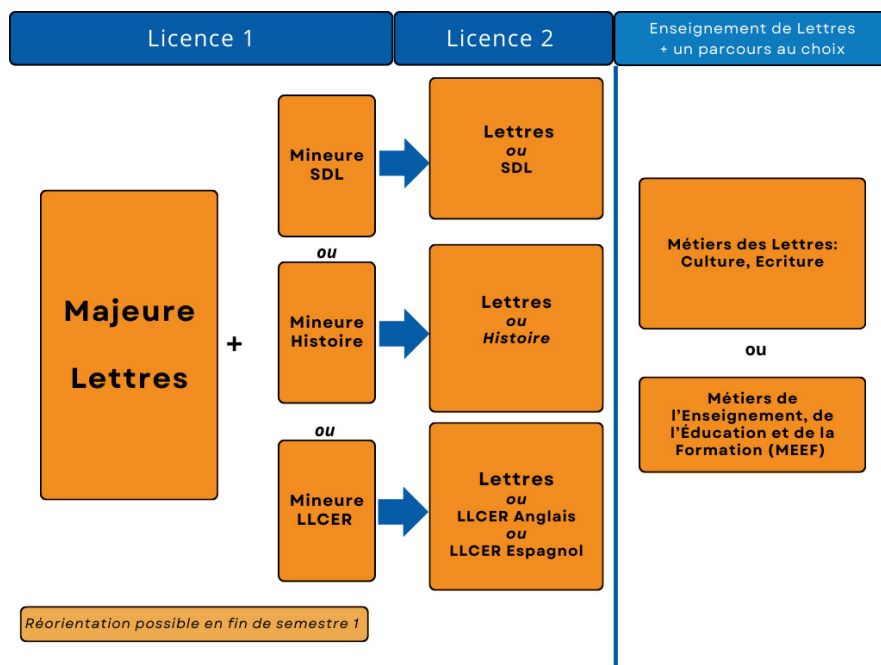 Licence 1
Licence 2
Enseignement de Lettres
+ un parcours au choix
Majeure
Lettres
+
Mineure
SDL
ou
Mineure
Histoire
ou
Mineure
LLCER
Lettres
ou
SDL
Lettres
ou
Histoire
Lettres
ou
LLCER Anglais
ou
LLCER Espagnol
Métiers des Lettres:
Culture, Ecriture
ou
Métiers de
l'Enseignement, de
l'Éducation et de la
Formation (MEEF)
Réorientation possible en fin de semestre 1